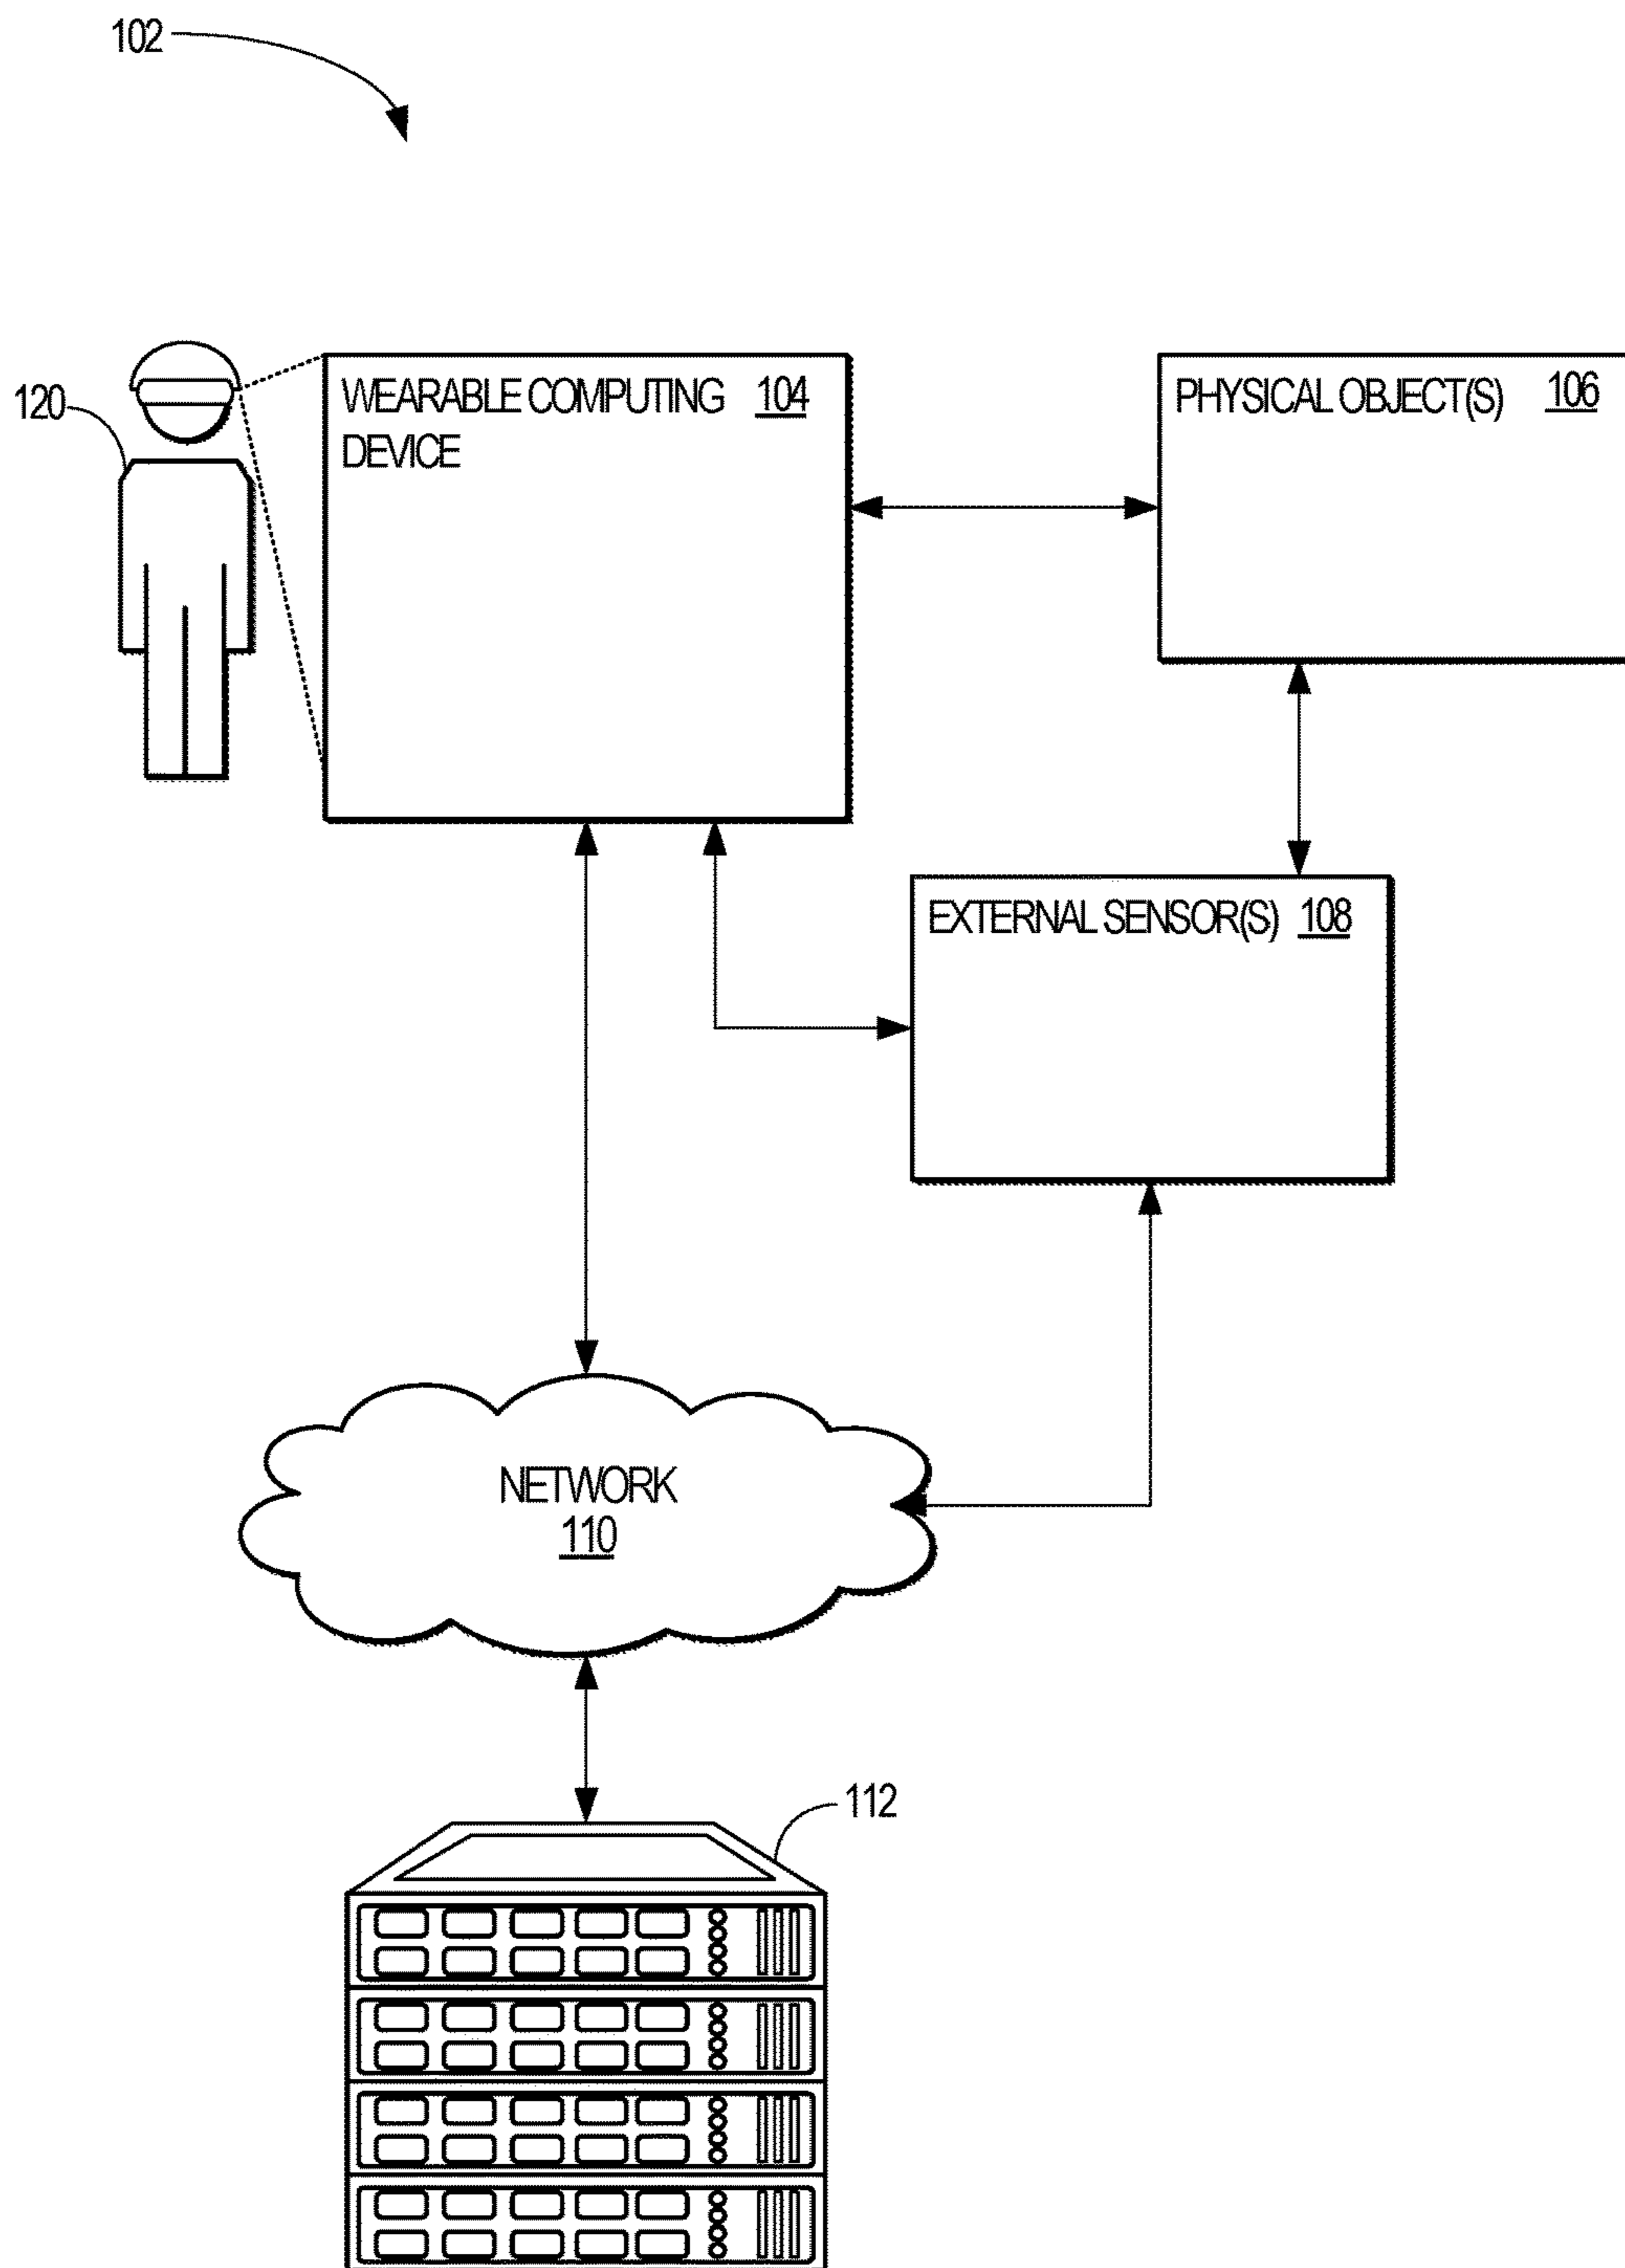 102
120
WEARABLE COMPUTING 104
DEVICE
PHYSICAL OBJECT(S) 106
EXTERNAL SENSOR(S) 108
NETWORK
110
112